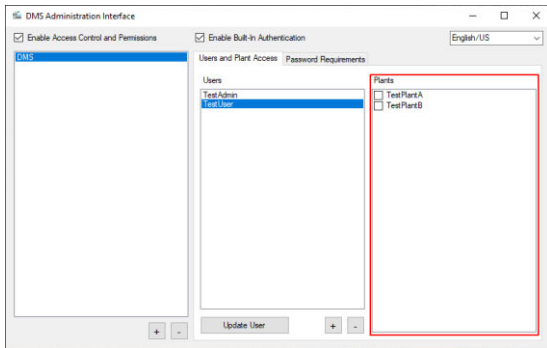 DMS Administration Interface
Enable Access Control and Permissions
Enable Built-In Authentication
English/US
DMS
Users and Plant Access
Password Requirements
Users
Plants
TestAdmin
TestUser
TestPlantA
TestPlantB
Update User
+
-
+
-